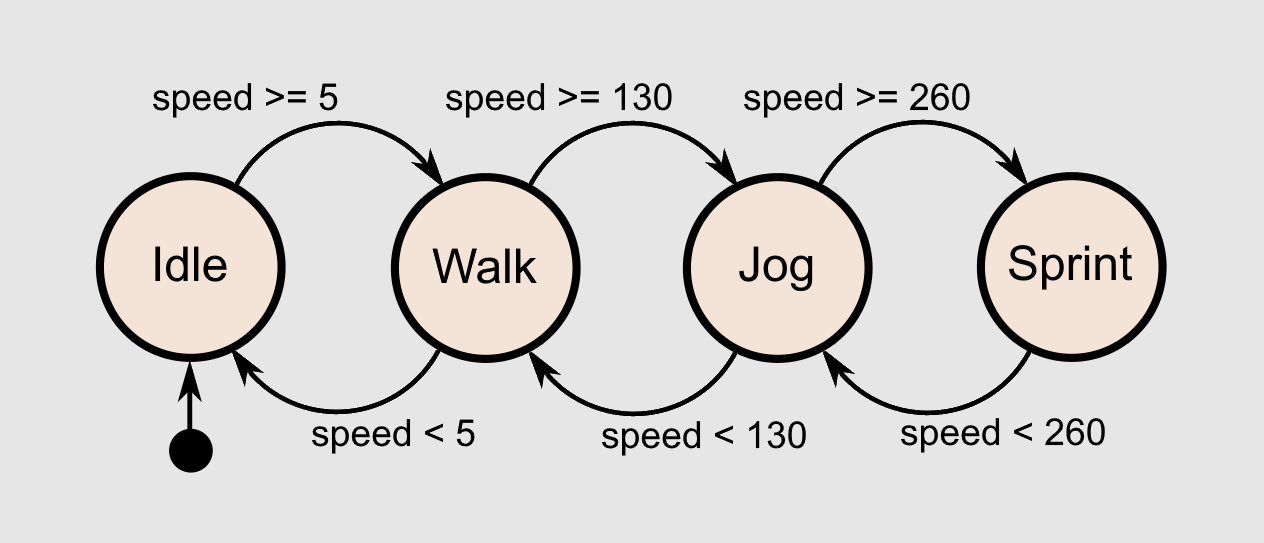 speed >= 5
speed >= 130
speed >= 260
Idle
Walk
Jog
Sprint
speed < 5
speed < 130
speed < 260